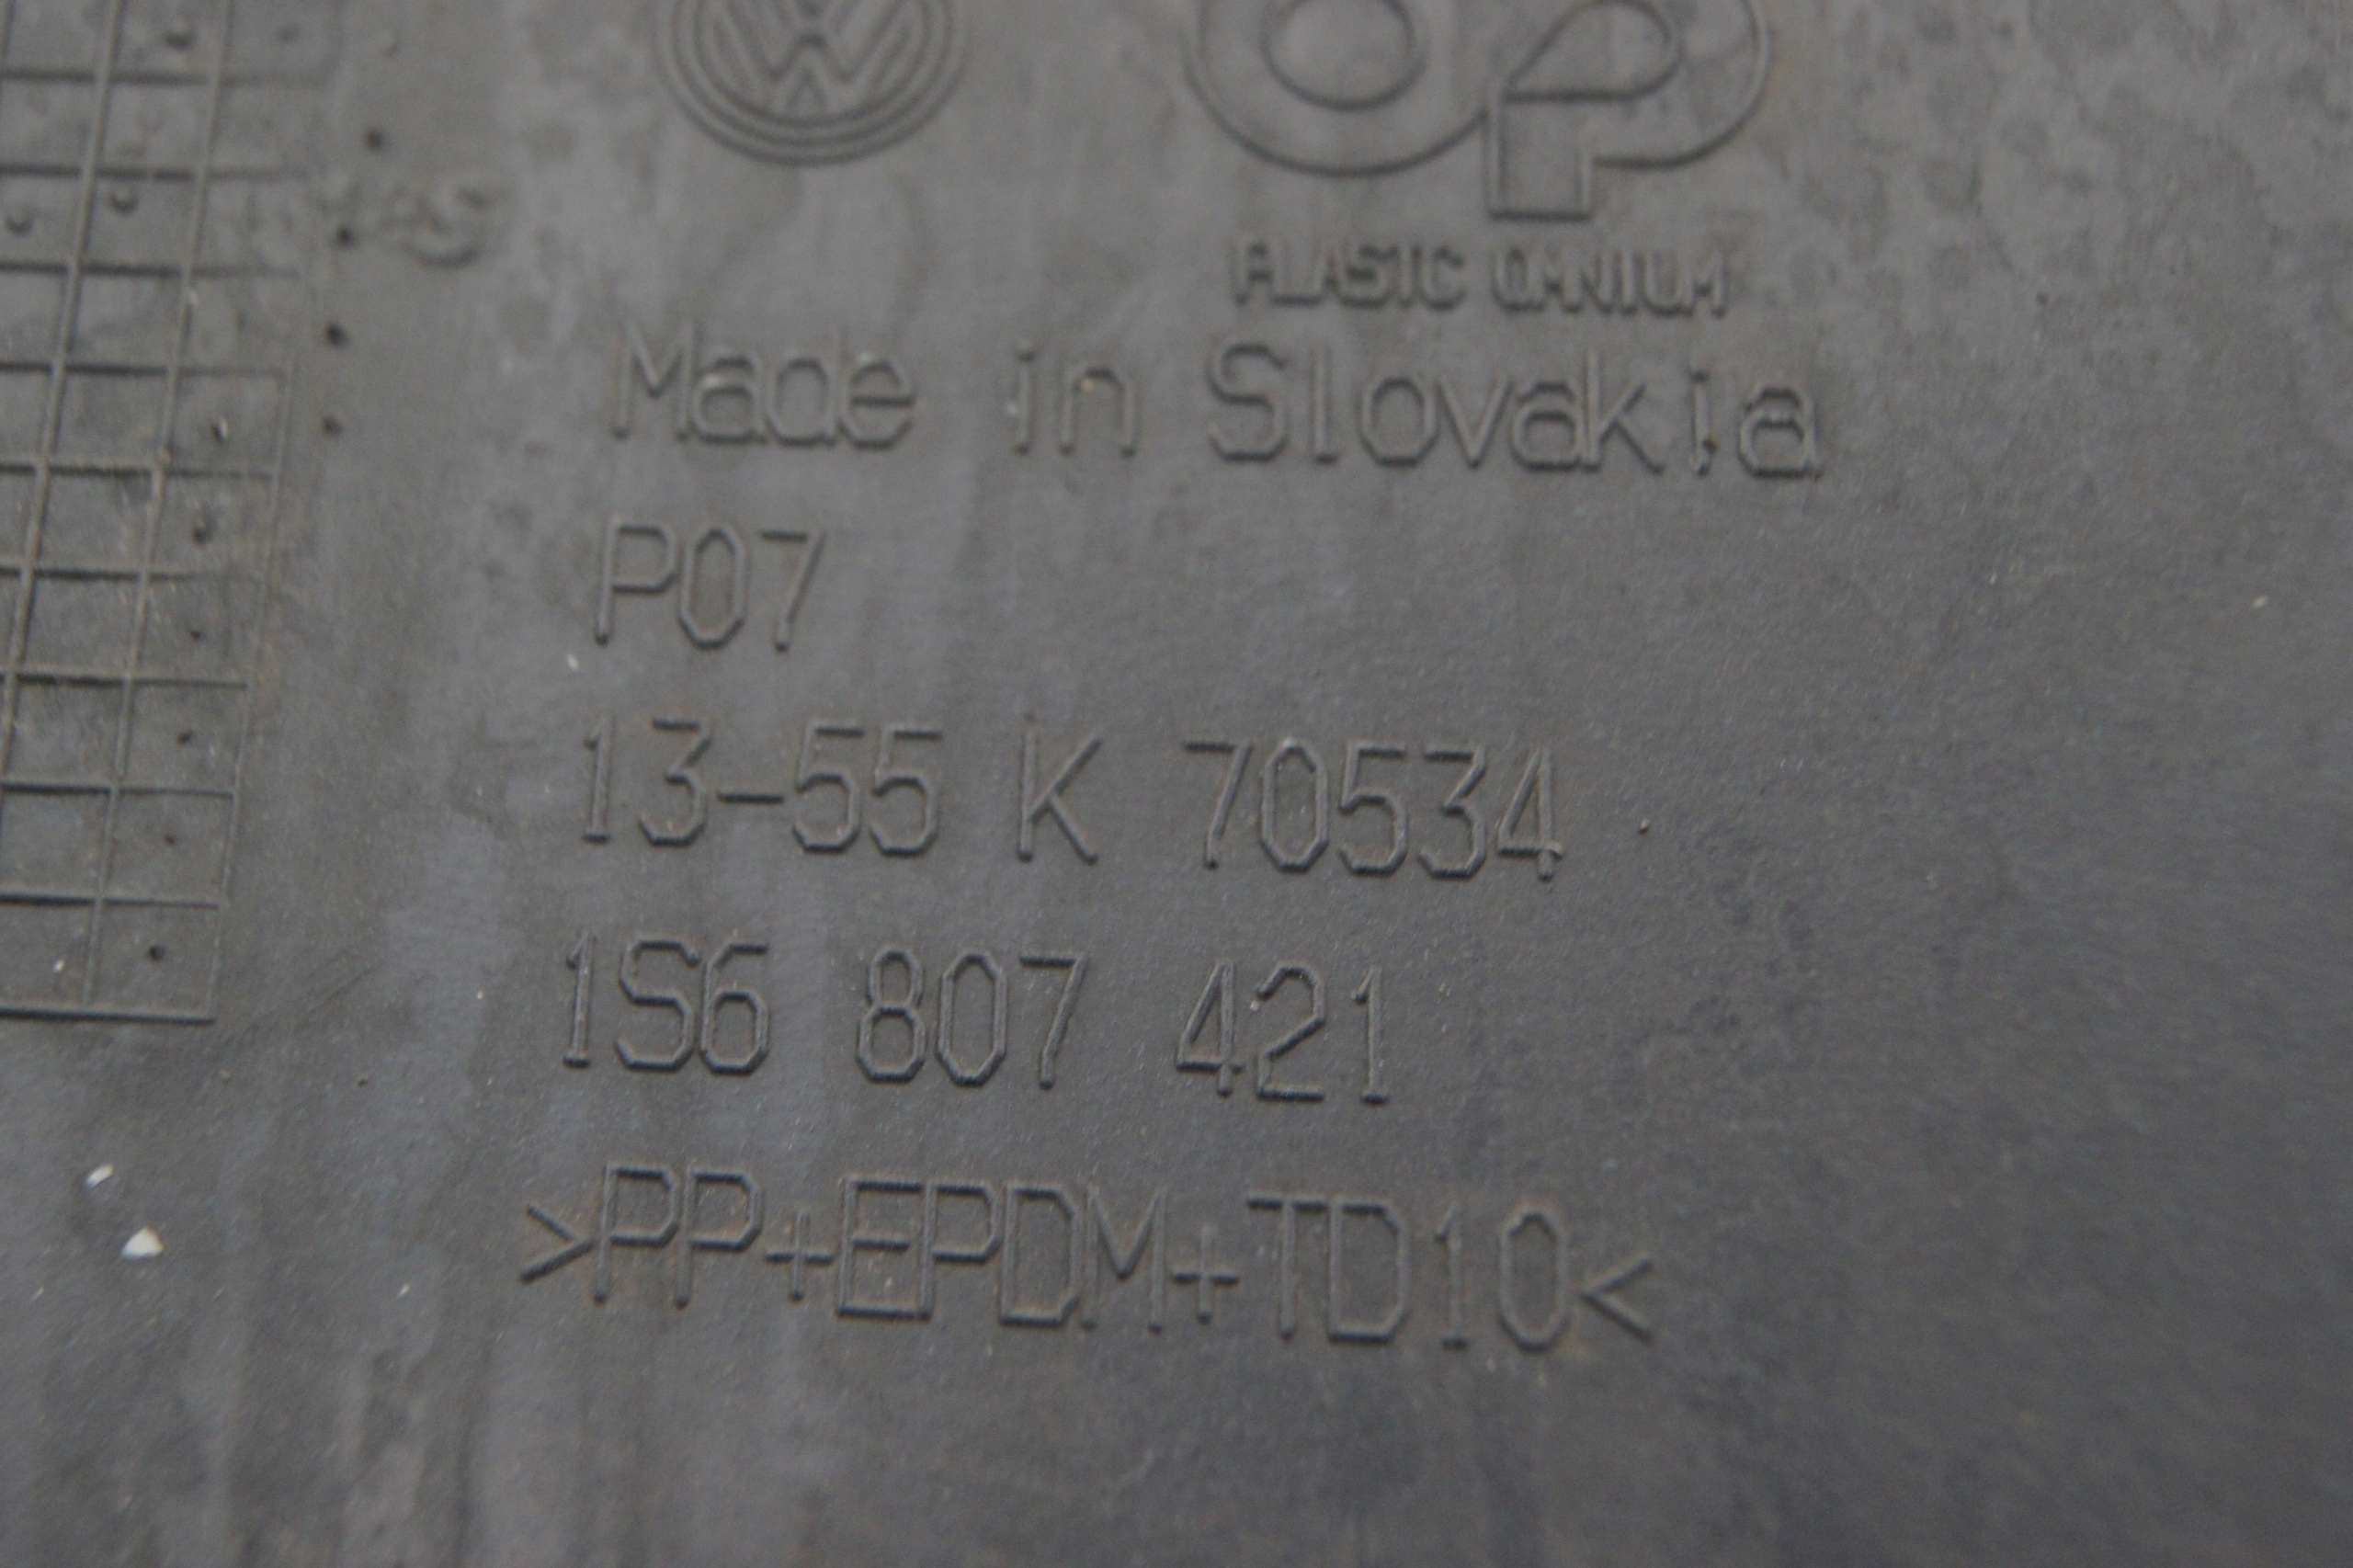 PLASTIC OMNIUM
Made in Slovakia
P07
13-55 K 70534
1S6 807 421
>PP+EPDM+TD10<